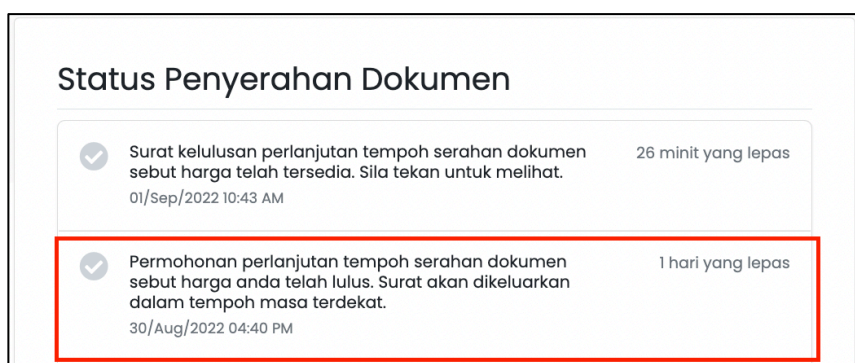 Status Penyerahan Dokumen
Surat kelulusan perlanjutan tempoh serahan dokumen
sebut harga telah tersedia. Sila tekan untuk melihat.
26 minit yang lepas
01/Sep/2022 10:43 AM
Permohonan perlanjutan tempoh serahan dokumen
sebut harga anda telah lulus. Surat akan dikeluarkan
dalam tempoh masa terdekat.
1 hari yang lepas
30/Aug/2022 04:40 PM